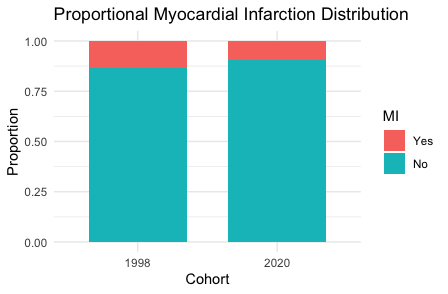 Proportional Myocardial Infarction Distribution
1.00
0.75
0.50
0.25
0.00
Proportion
1998
2020
Cohort
MI
Yes
No